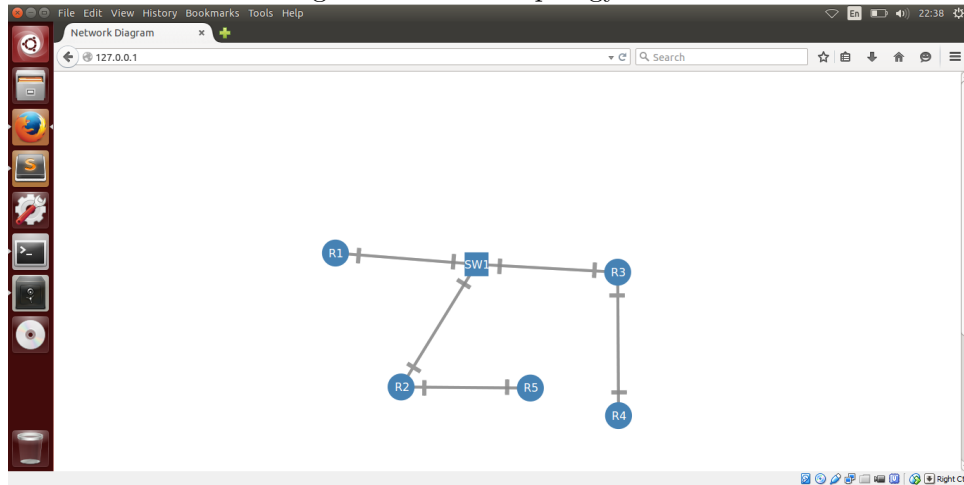 File Edit View History Bookmarks Tools Help
En
22:38
Network Diagram
127.0.0.1
Search
R1
SW1
R3
R2
R5
R4
Right Ct